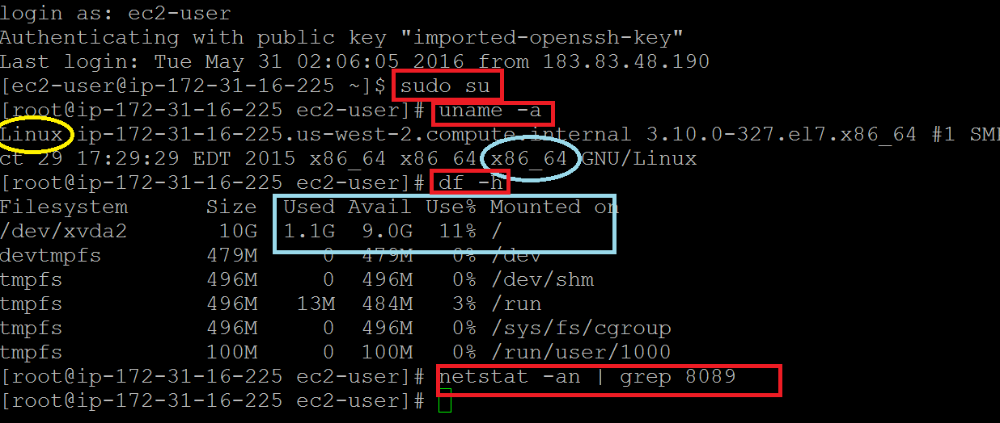 login as: ec2-user
Authenticating with public key "imported-openssh-key"
Last login: Tue May 31 02:06:05 2016 from 183.83.48.190
[ec2-user@ip-172-31-16-225 ~]$ sudo su
[root@ip-172-31-16-225 ec2-user]# uname -a
Linux ip-172-31-16-225.us-west-2.compute.internal 3.10.0-327.el7.x86_64 #1 SM
ct 29 17:29:29 EDT 2015 x86_64 x86_64 x86_64 GNU/Linux
[root@ip-172-31-16-225 ec2-user]# df -h
Filesystem Size Used Avail Use% Mounted on
/dev/xvda2 10G 1.1G 9.0G 11% /
devtmpfs 479M 0 479M 0% /dev
tmpfs 496M 0 496M 0% /dev/shm
tmpfs 496M 13M 484M 3% /run
tmpfs 496M 0 496M 0% /sys/fs/cgroup
tmpfs 100M 0 100M 0% /run/user/1000
[root@ip-172-31-16-225 ec2-user]# netstat -an | grep 8089
[root@ip-172-31-16-225 ec2-user]#